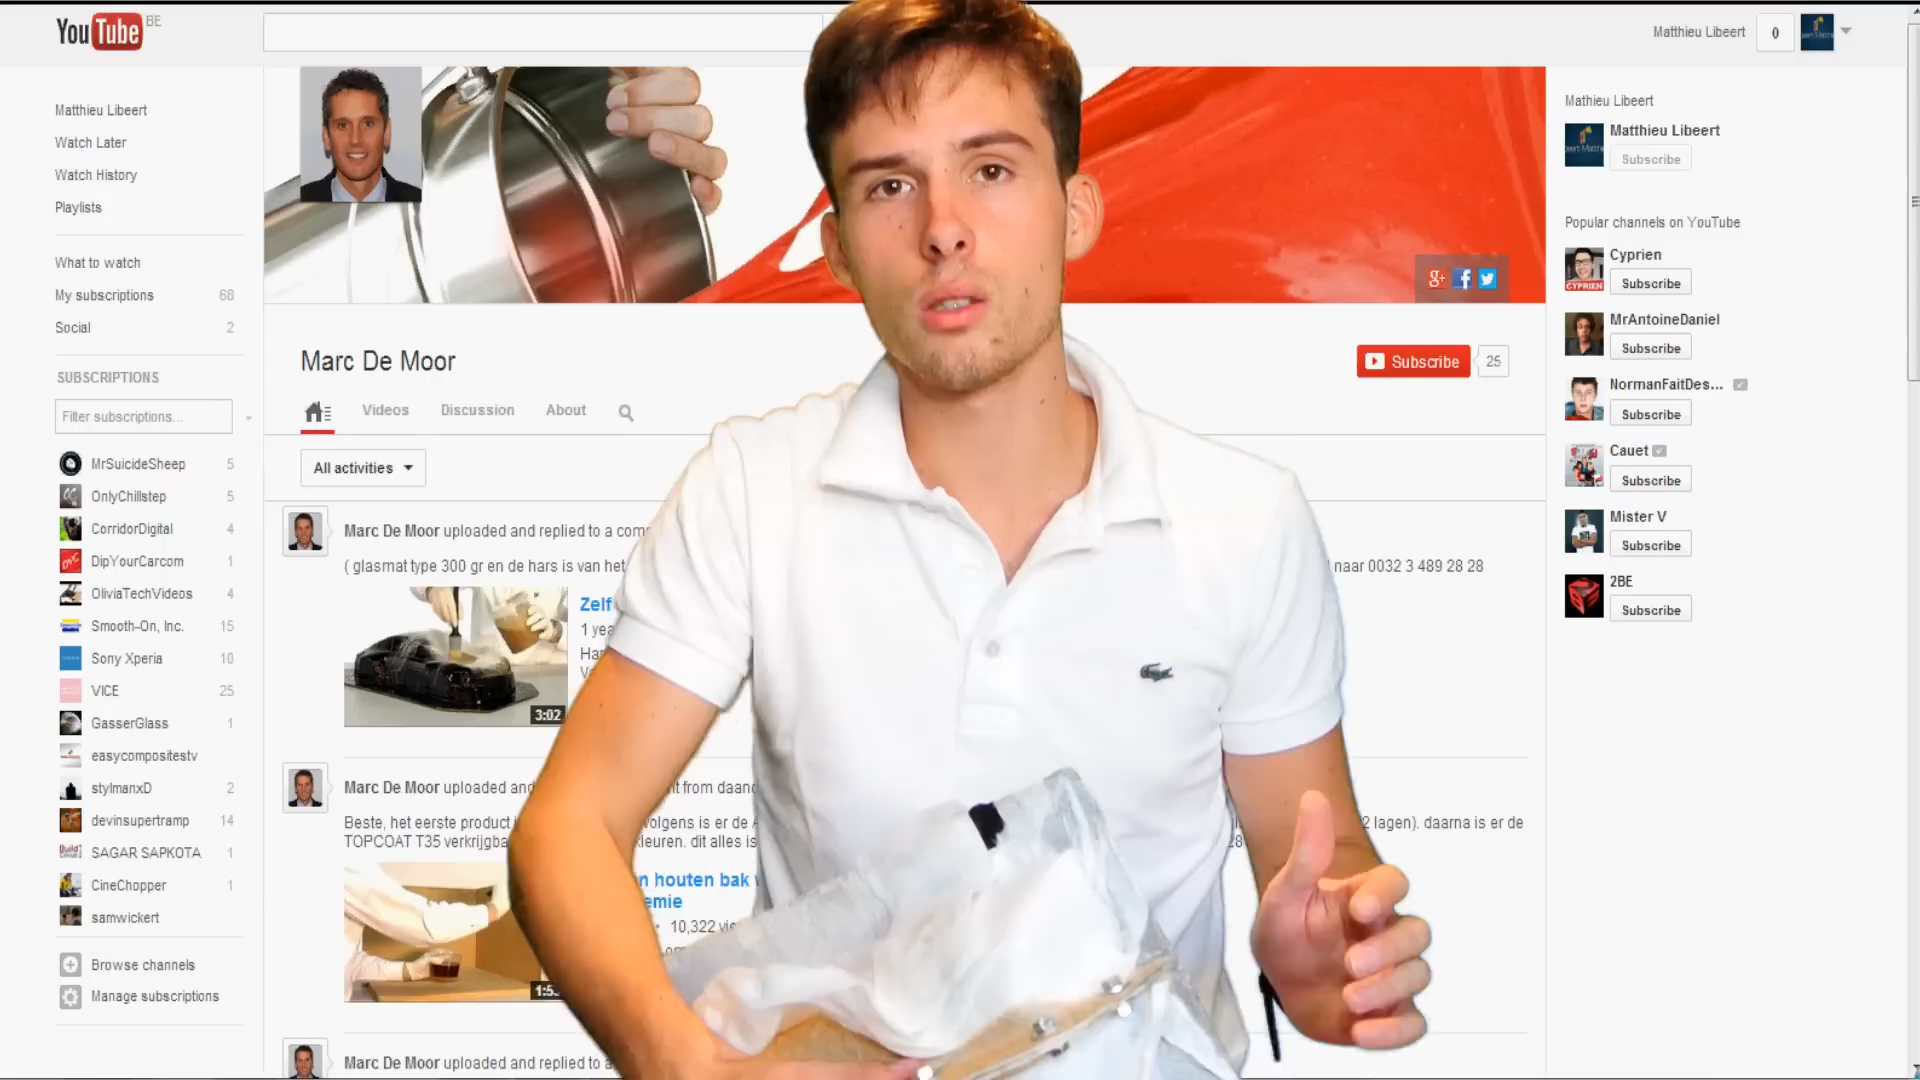 YouTube BE
Matthieu Libeert 0
Matthieu Libeert
Watch Later
Watch History
Playlists
What to watch
My subscriptions 68
Social 2
SUBSCRIPTIONS
Filter subscriptions...
MrSuicideSheep 5
OnlyChillstep 5
CorridorDigital 4
DipYourCarcom 1
OliviaTechVideos 4
Smooth-On, Inc. 15
Sony Xperia 10
VICE 25
GasserGlass 1
easycompositestv
stylmanxD 2
devinsupertramp 14
SAGAR SAPKOTA 1
CineChopper 1
samwickert
Browse channels
Manage subscriptions
Marc De Moor
Subscribe 25
Videos Discussion About
All activities
Marc De Moor uploaded and replied to a com
( glasmat type 300 gr en de hars is van het naar 0032 3 489 28 28
Zelf
1 yea
3:02
Marc De Moor uploaded and from daan
Beste, het eerste product volgens is er de 2 lagen). daarna is er de
TOPCOAT T35 verkrijgba kleuren. dit alles is
n houten bak
emie
10,322
1:5
Marc De Moor uploaded and replied to a
Mathieu Libeert
Matthieu Libeert
Subscribe
Popular channels on YouTube
Cyprien
CYPRIEN
Subscribe
MrAntoineDaniel
Subscribe
NormanFaitDes...
Subscribe
Cauet
Subscribe
Mister V
Subscribe
2BE
Subscribe